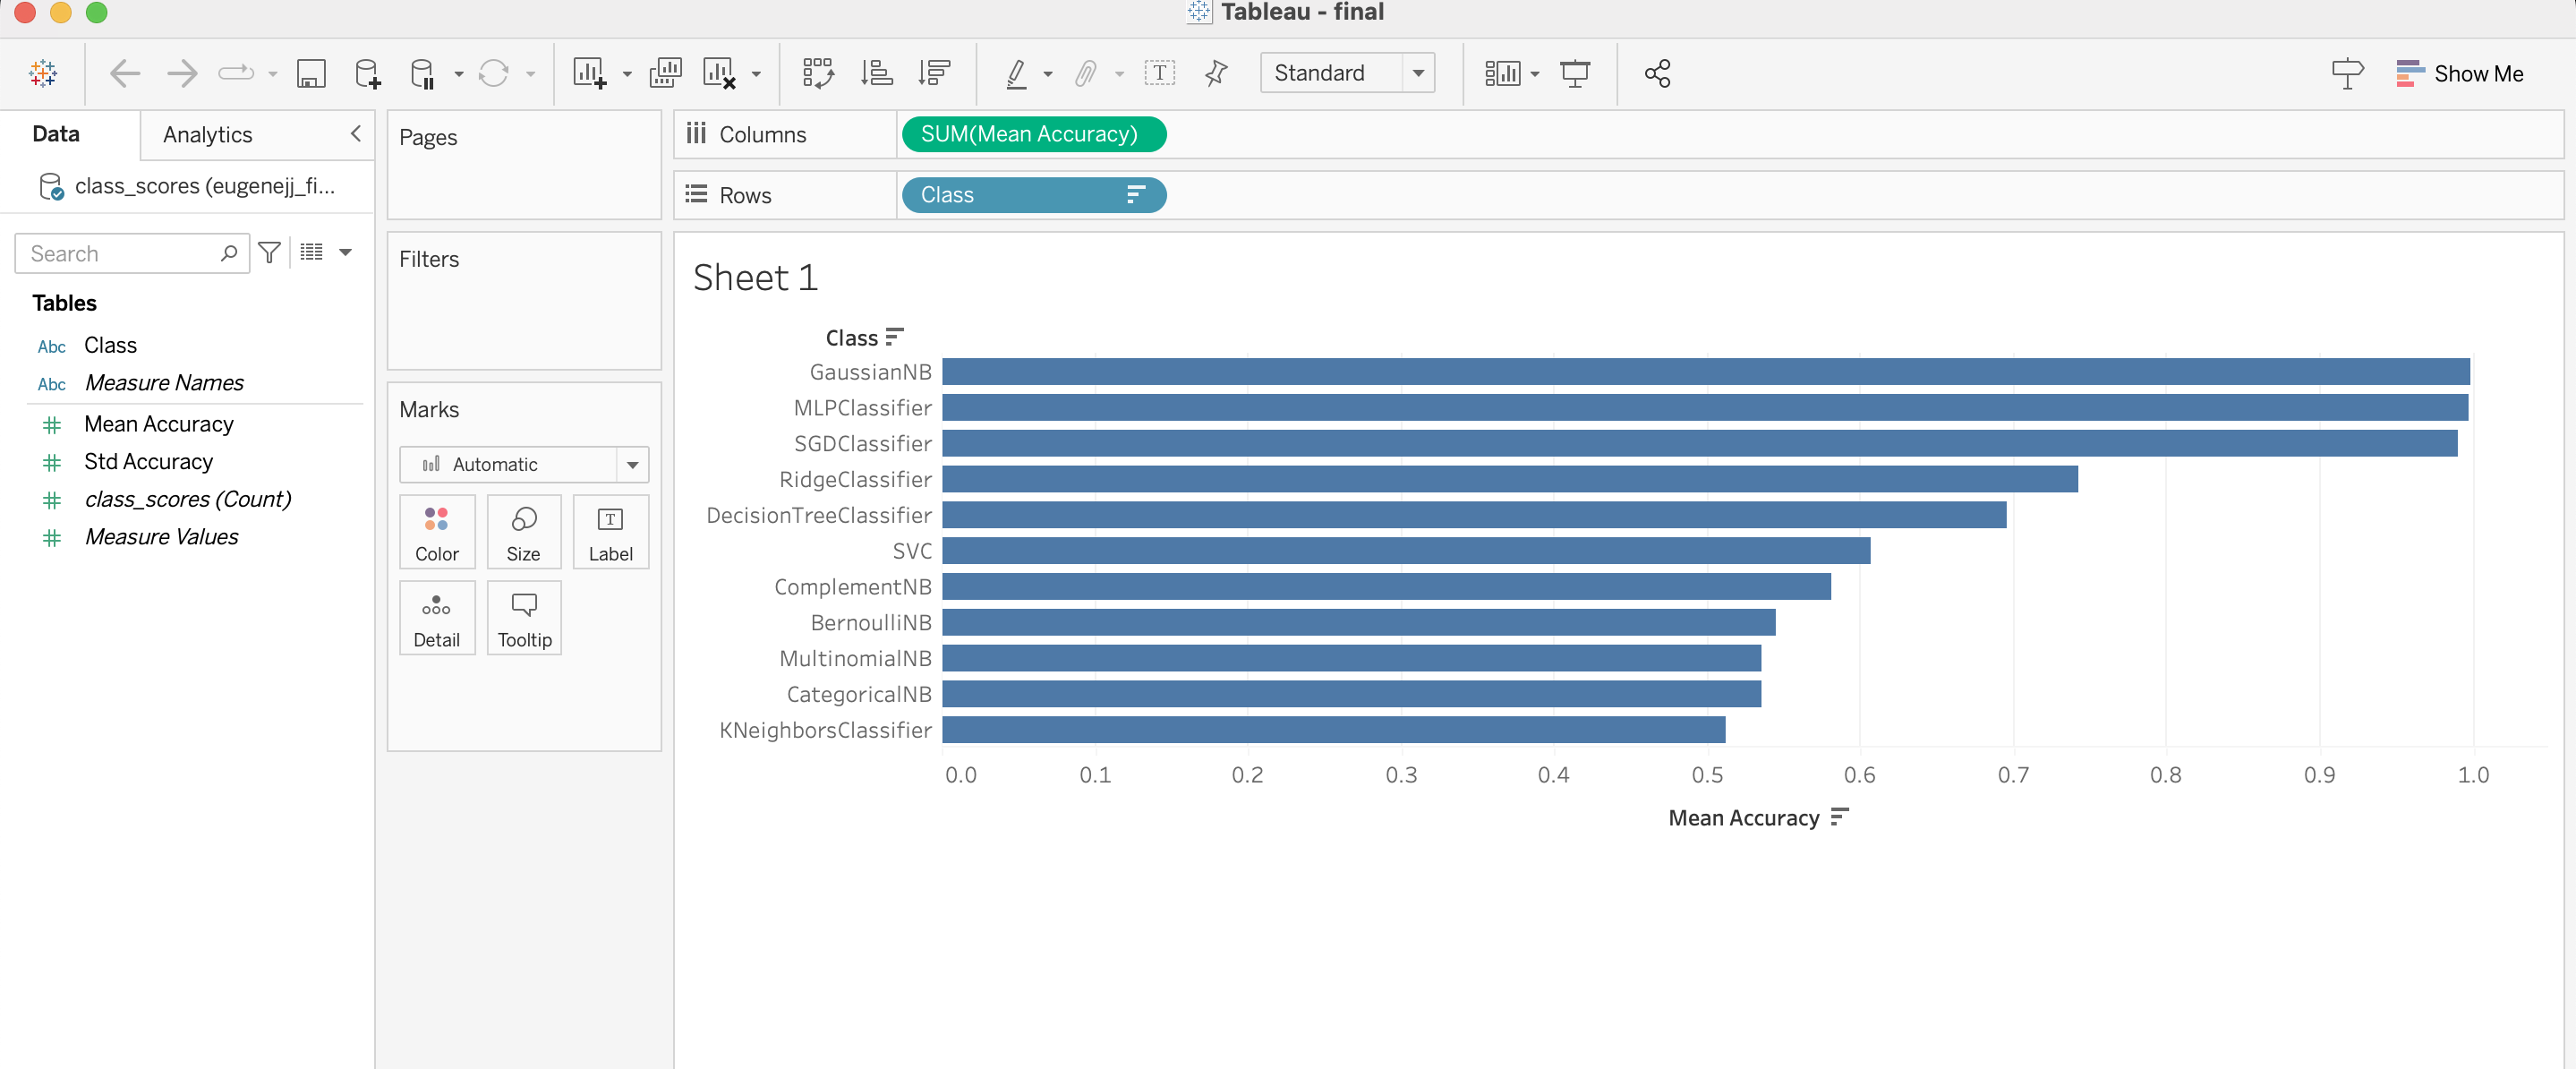 Tableau - final
Standard
Show Me
Data
Analytics
class_scores (eugenejj_fi...
Search
Tables
Abc Class
Abc Measure Names
Mean Accuracy
Std Accuracy
class_scores (Count)
Measure Values
Pages
Filters
Marks
Automatic
Color
Size
T
Label
Detail
Tooltip
Columns
SUM(Mean Accuracy)
Rows
Class
Sheet 1
Class
GaussianNB
MLPClassifier
SGDClassifier
RidgeClassifier
DecisionTreeClassifier
SVC
ComplementNB
BernoulliNB
MultinomialNB
CategoricalNB
KNeighborsClassifier
0.0 0.1 0.2 0.3 0.4 0.5 0.6 0.7 0.8 0.9 1.0
Mean Accuracy